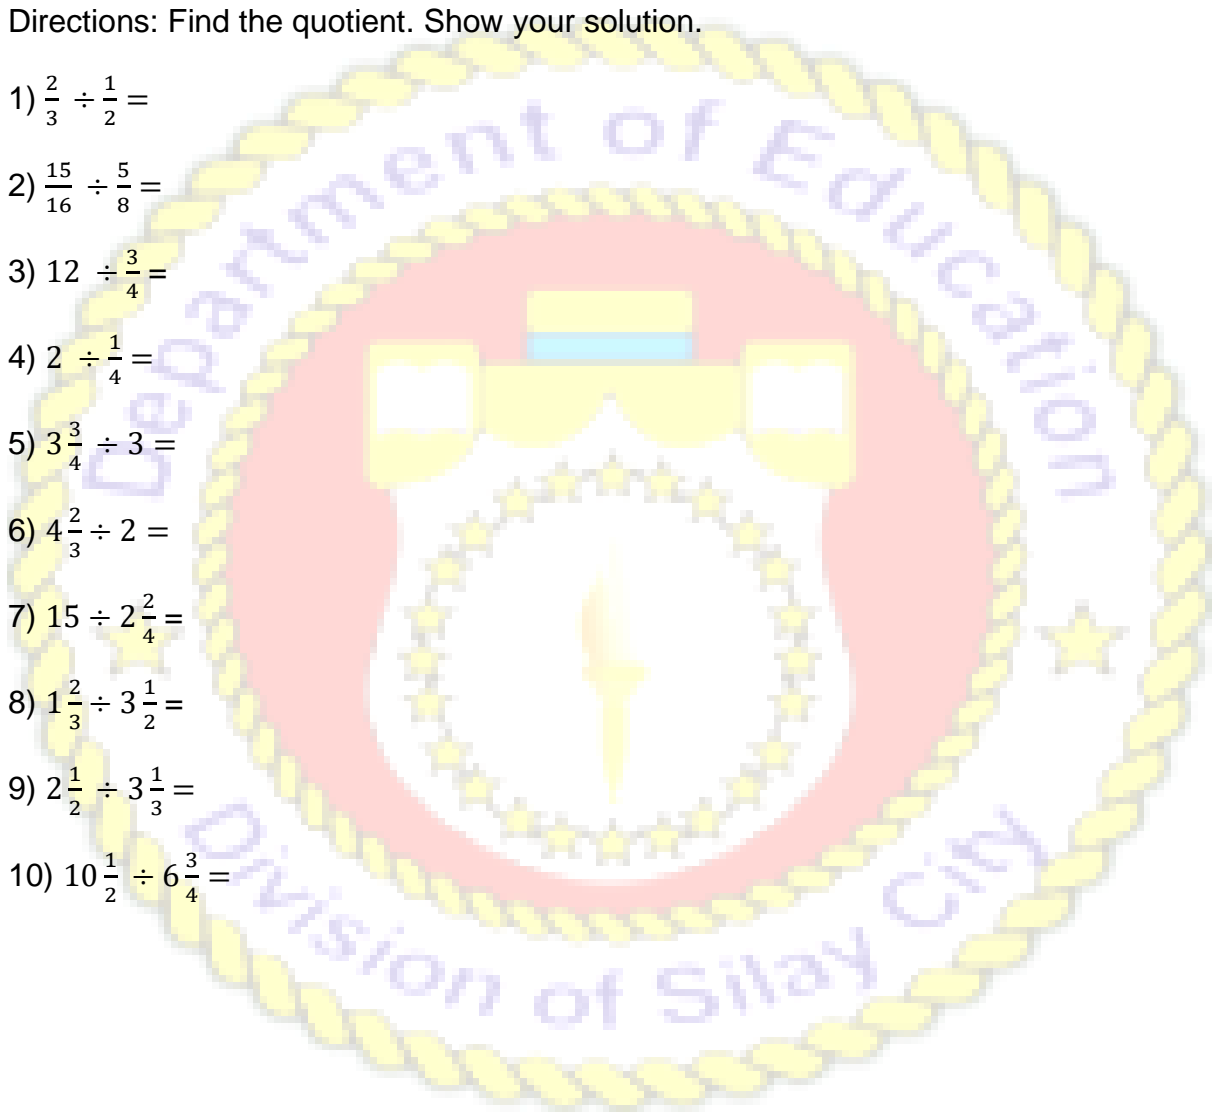 Directions: Find the quotient. Show your solution.
1) 2/3 ÷ 1/2 =
2) 15/16 ÷ 5/8 =
3) 12 ÷ 3/4 =
4) 2 ÷ 1/4 =
5) 3 3/4 ÷ 3 =
6) 4 2/3 ÷ 2 =
7) 15 ÷ 2 2/4 =
8) 1 2/3 ÷ 3 1/2 =
9) 2 1/2 ÷ 3 1/3 =
10) 10 1/2 ÷ 6 3/4 =
Department of Education
Division of Silay City